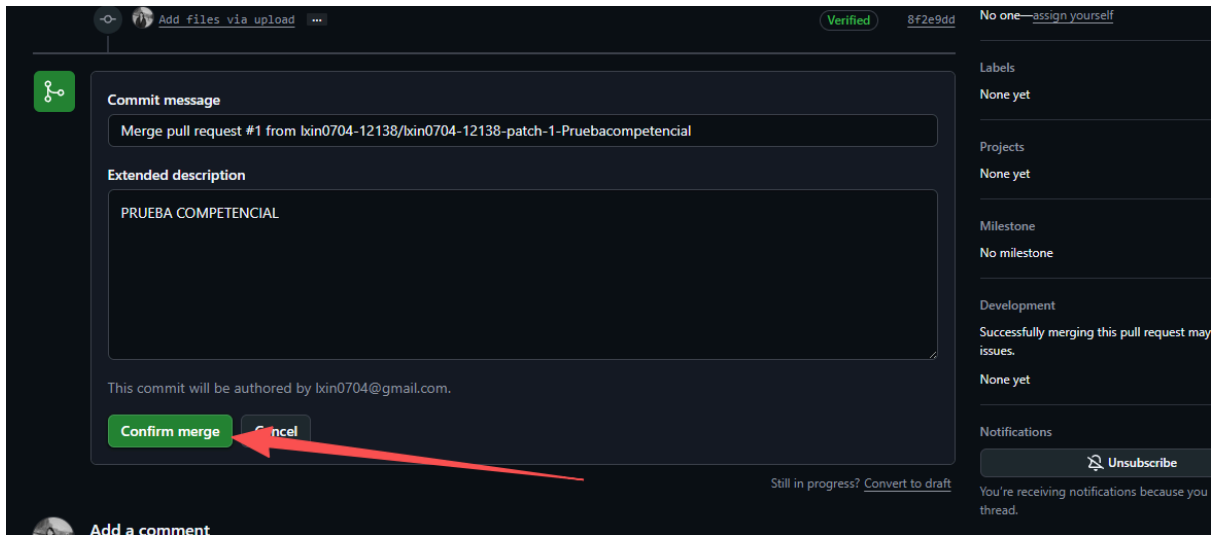 Add files via upload ...
Verified
8f2e9dd
Commit message
Merge pull request #1 from lxin0704-12138/lxin0704-12138-patch-1-Pruebacompetencial
Extended description
PRUEBA COMPETENCIAL
This commit will be authored by lxin0704@gmail.com.
Confirm merge
Cancel
Still in progress? Convert to draft
Add a comment
No one—assign yourself
Labels
None yet
Projects
None yet
Milestone
No milestone
Development
Successfully merging this pull request may
issues.
None yet
Notifications
Unsubscribe
You're receiving notifications because you
thread.